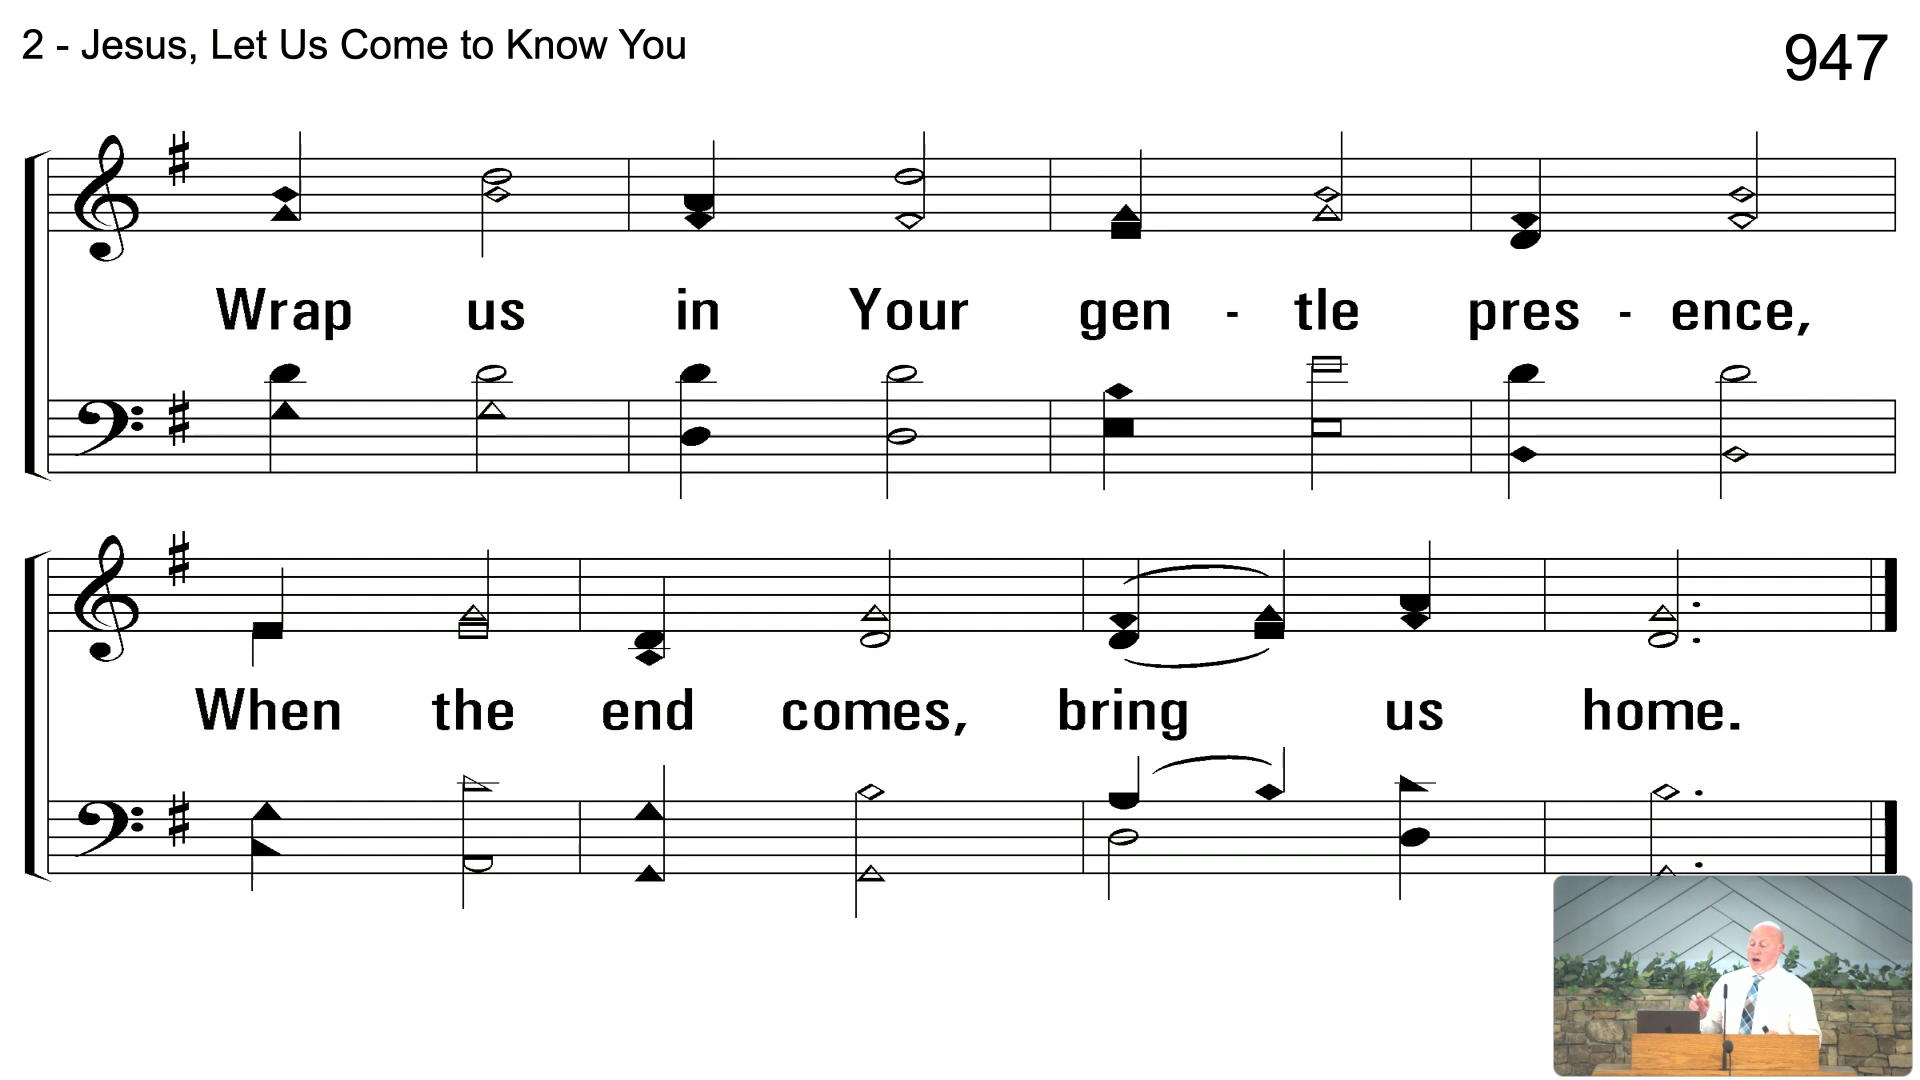 2 - Jesus, Let Us Come to Know You
947
Wrap us in Your gen - tle pres - ence,
When the end comes, bring us home.